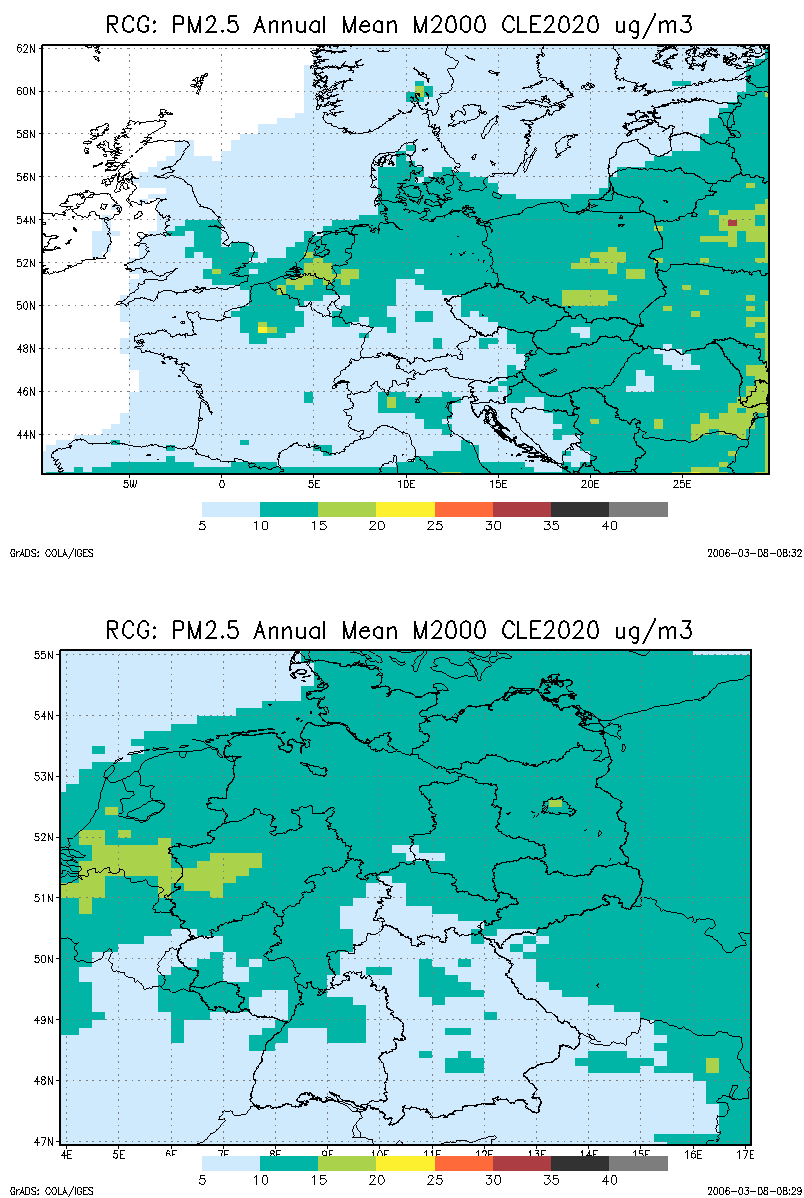 RCG: PM2.5 Annual Mean M2000 CLE2020 ug/m3
62N
60N
58N
56N
54N
52N
50N
48N
46N
44N
5W 0 5E 10E 15E 20E 25E
5 10 15 20 25 30 35 40
GrADS: COLA/IGES 2006-03-08-08:32
RCG: PM2.5 Annual Mean M2000 CLE2020 ug/m3
55N
54N
53N
52N
51N
50N
49N
48N
47N
4E 5E 6E 7E 8E 9E 10E 11E 12E 13E 14E 15E 16E 17E
5 10 15 20 25 30 35 40
GrADS: COLA/IGES 2006-03-08-08:29